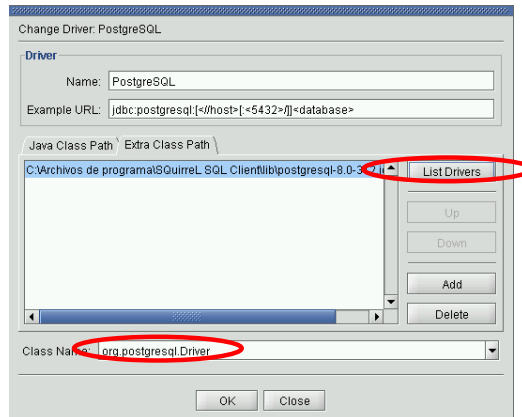 Change Driver: PostgreSQL
Driver
Name: PostgreSQL
Example URL: jdbc:postgresql:[<//host>[:<5432>/]]<database>
Java Class Path Extra Class Path
C:\Archivos de programa\SQuirreL SQL Client\lib\postgresql-8.0-3
List Drivers
Up
Down
Add
Delete
Class Name: org.postgresql.Driver
OK Close